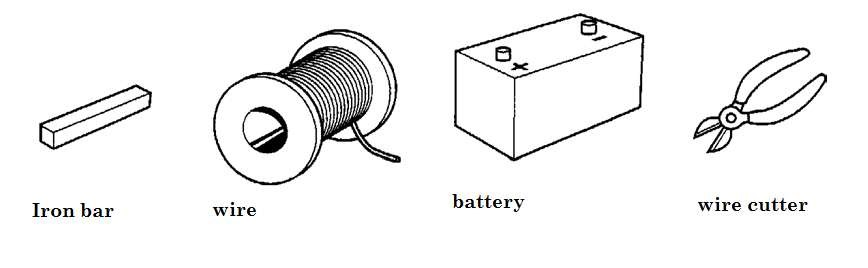 Iron bar
wire
battery
wire cutter
+
-